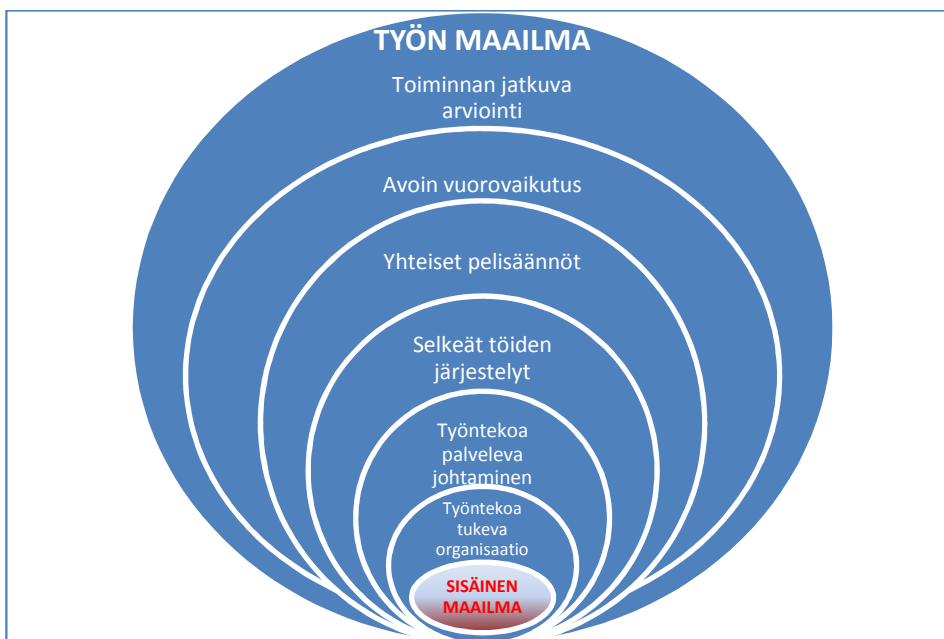 TYÖN MAAILMA
Toiminnan jatkuva
arviointi
Avoin vuorovaikutus
Yhteiset pelisäännöt
Selkeät töiden
järjestelyt
Työntekoa
palveleva
johtaminen
Työntekoa
tukeva
organisaatio
SISÄINEN
MAAILMA